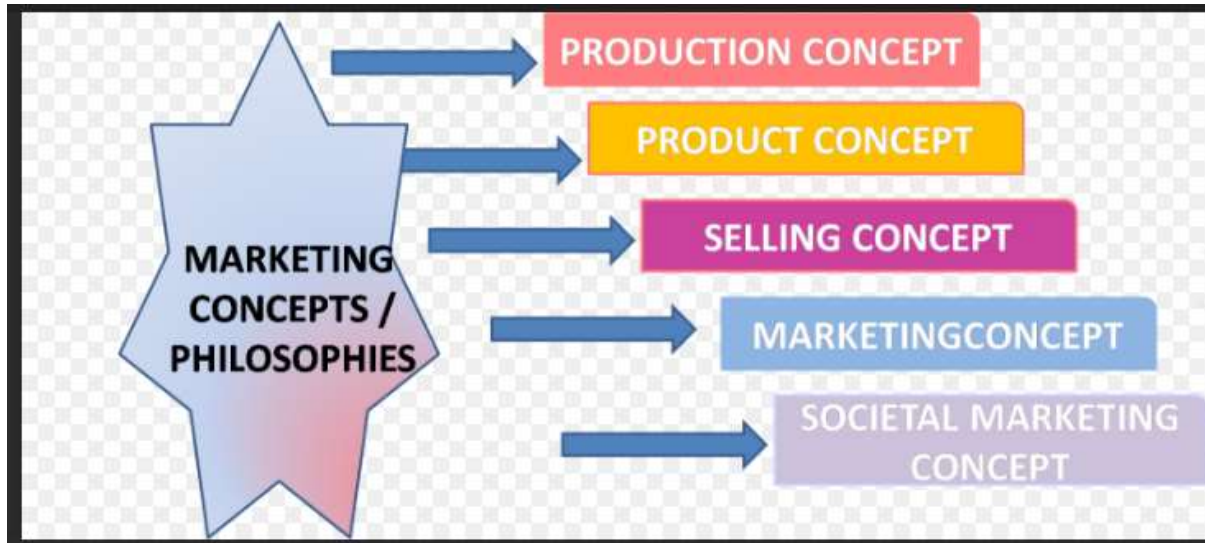 MARKETING
CONCEPTS /
PHILOSOPHIES
PRODUCTION CONCEPT
PRODUCT CONCEPT
SELLING CONCEPT
MARKETINGCONCEPT
SOCIETAL MARKETING
CONCEPT